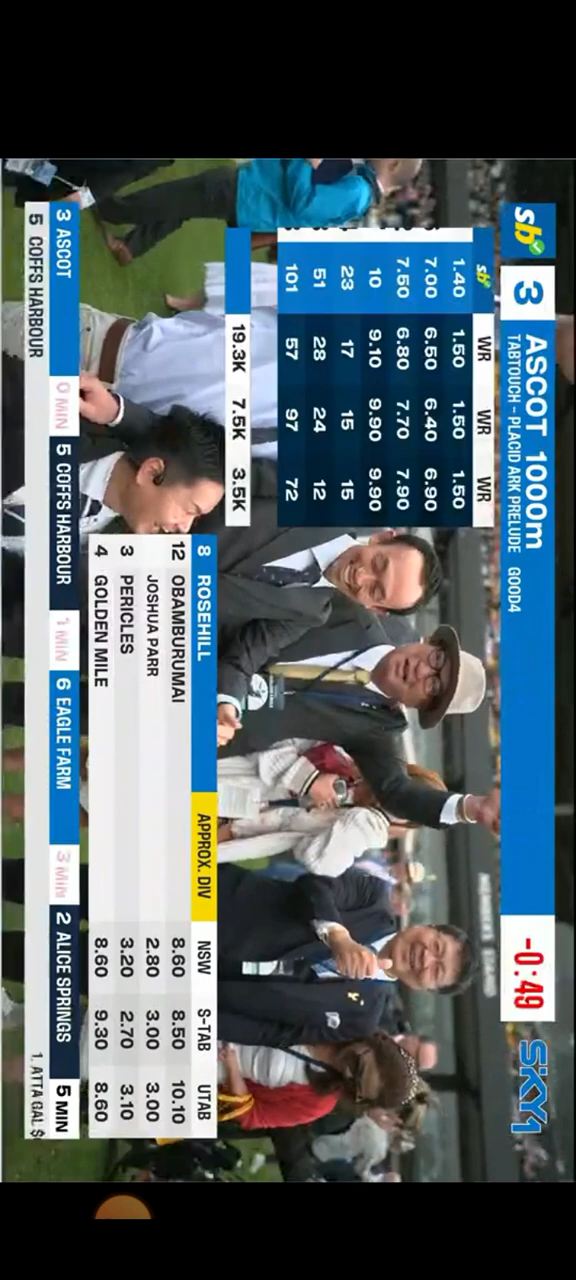 sb 3 ASCOT 1000m -0:49 SKY1
TABTOUCH - PLACID ARK PRELUDE GOOD4
sb WR WR WR
1.40 1.50 1.50 1.50
7.00 6.50 6.40 6.90
7.50 6.80 7.70 7.90
10 9.10 9.90 9.90
23 17 15 15
51 28 24 12
101 57 97 72
19.3K 7.5K 3.5K
8 ROSEHILL APPROX. DIV NSW S-TAB UTAB
12 OBAMBURUMAI 8.60 8.50 10.10
JOSHUA PARR 2.80 3.00 3.00
3 PERICLES 3.20 2.70 3.10
4 GOLDEN MILE 8.60 9.30 8.60
3 ASCOT 0 MIN 5 COFFS HARBOUR 1 MIN 6 EAGLE FARM 3 MIN 2 ALICE SPRINGS 5 MIN
5 COFFS HARBOUR 1. ATTA GAL $